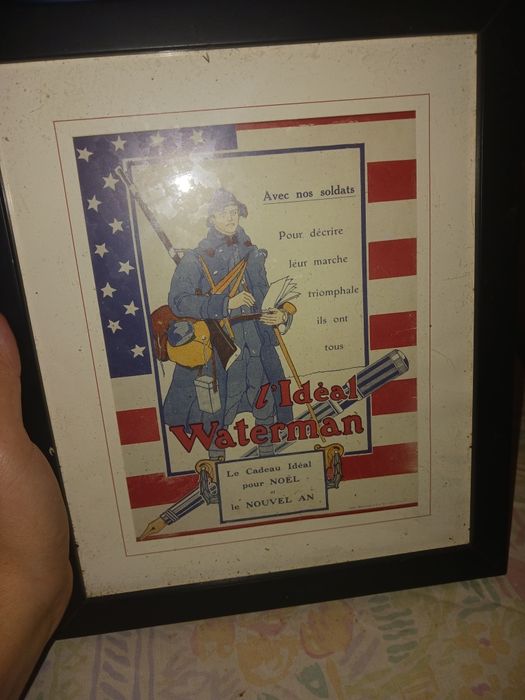 Avec nos soldats
Pour décrire
leur marche
triomphale
ils ont
tous
l'Idéal
Waterman
Le Cadeau Idéal
pour NOËL
et
le NOUVEL AN